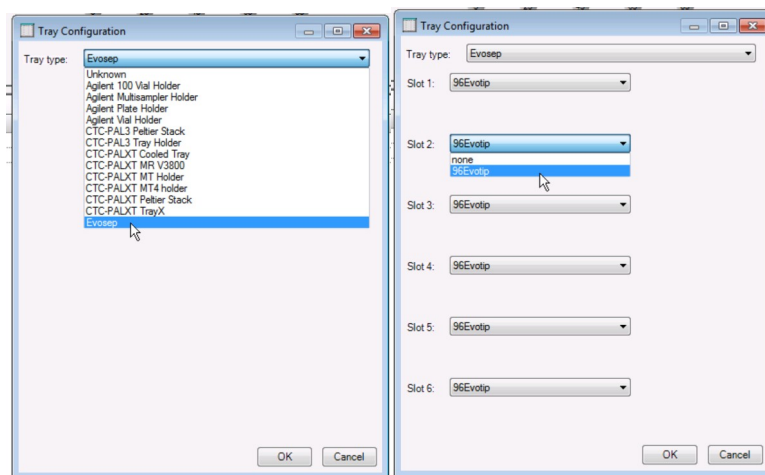 Tray Configuration
Tray type: Evosep
Unknown
Agilent 100 Vial Holder
Agilent Multisampler Holder
Agilent Plate Holder
Agilent Vial Holder
CTC-PAL3 Peltier Stack
CTC-PAL3 Tray Holder
CTC-PALXT Cooled Tray
CTC-PALXT MR V3800
CTC-PALXT MT Holder
CTC-PALXT MT4 holder
CTC-PALXT Peltier Stack
CTC-PALXT TrayX
Evosep
OK Cancel
Tray Configuration
Tray type: Evosep
Slot 1: 96Evotip
Slot 2: 96Evotip
none
96Evotip
Slot 3: 96Evotip
Slot 4: 96Evotip
Slot 5: 96Evotip
Slot 6: 96Evotip
OK Cancel